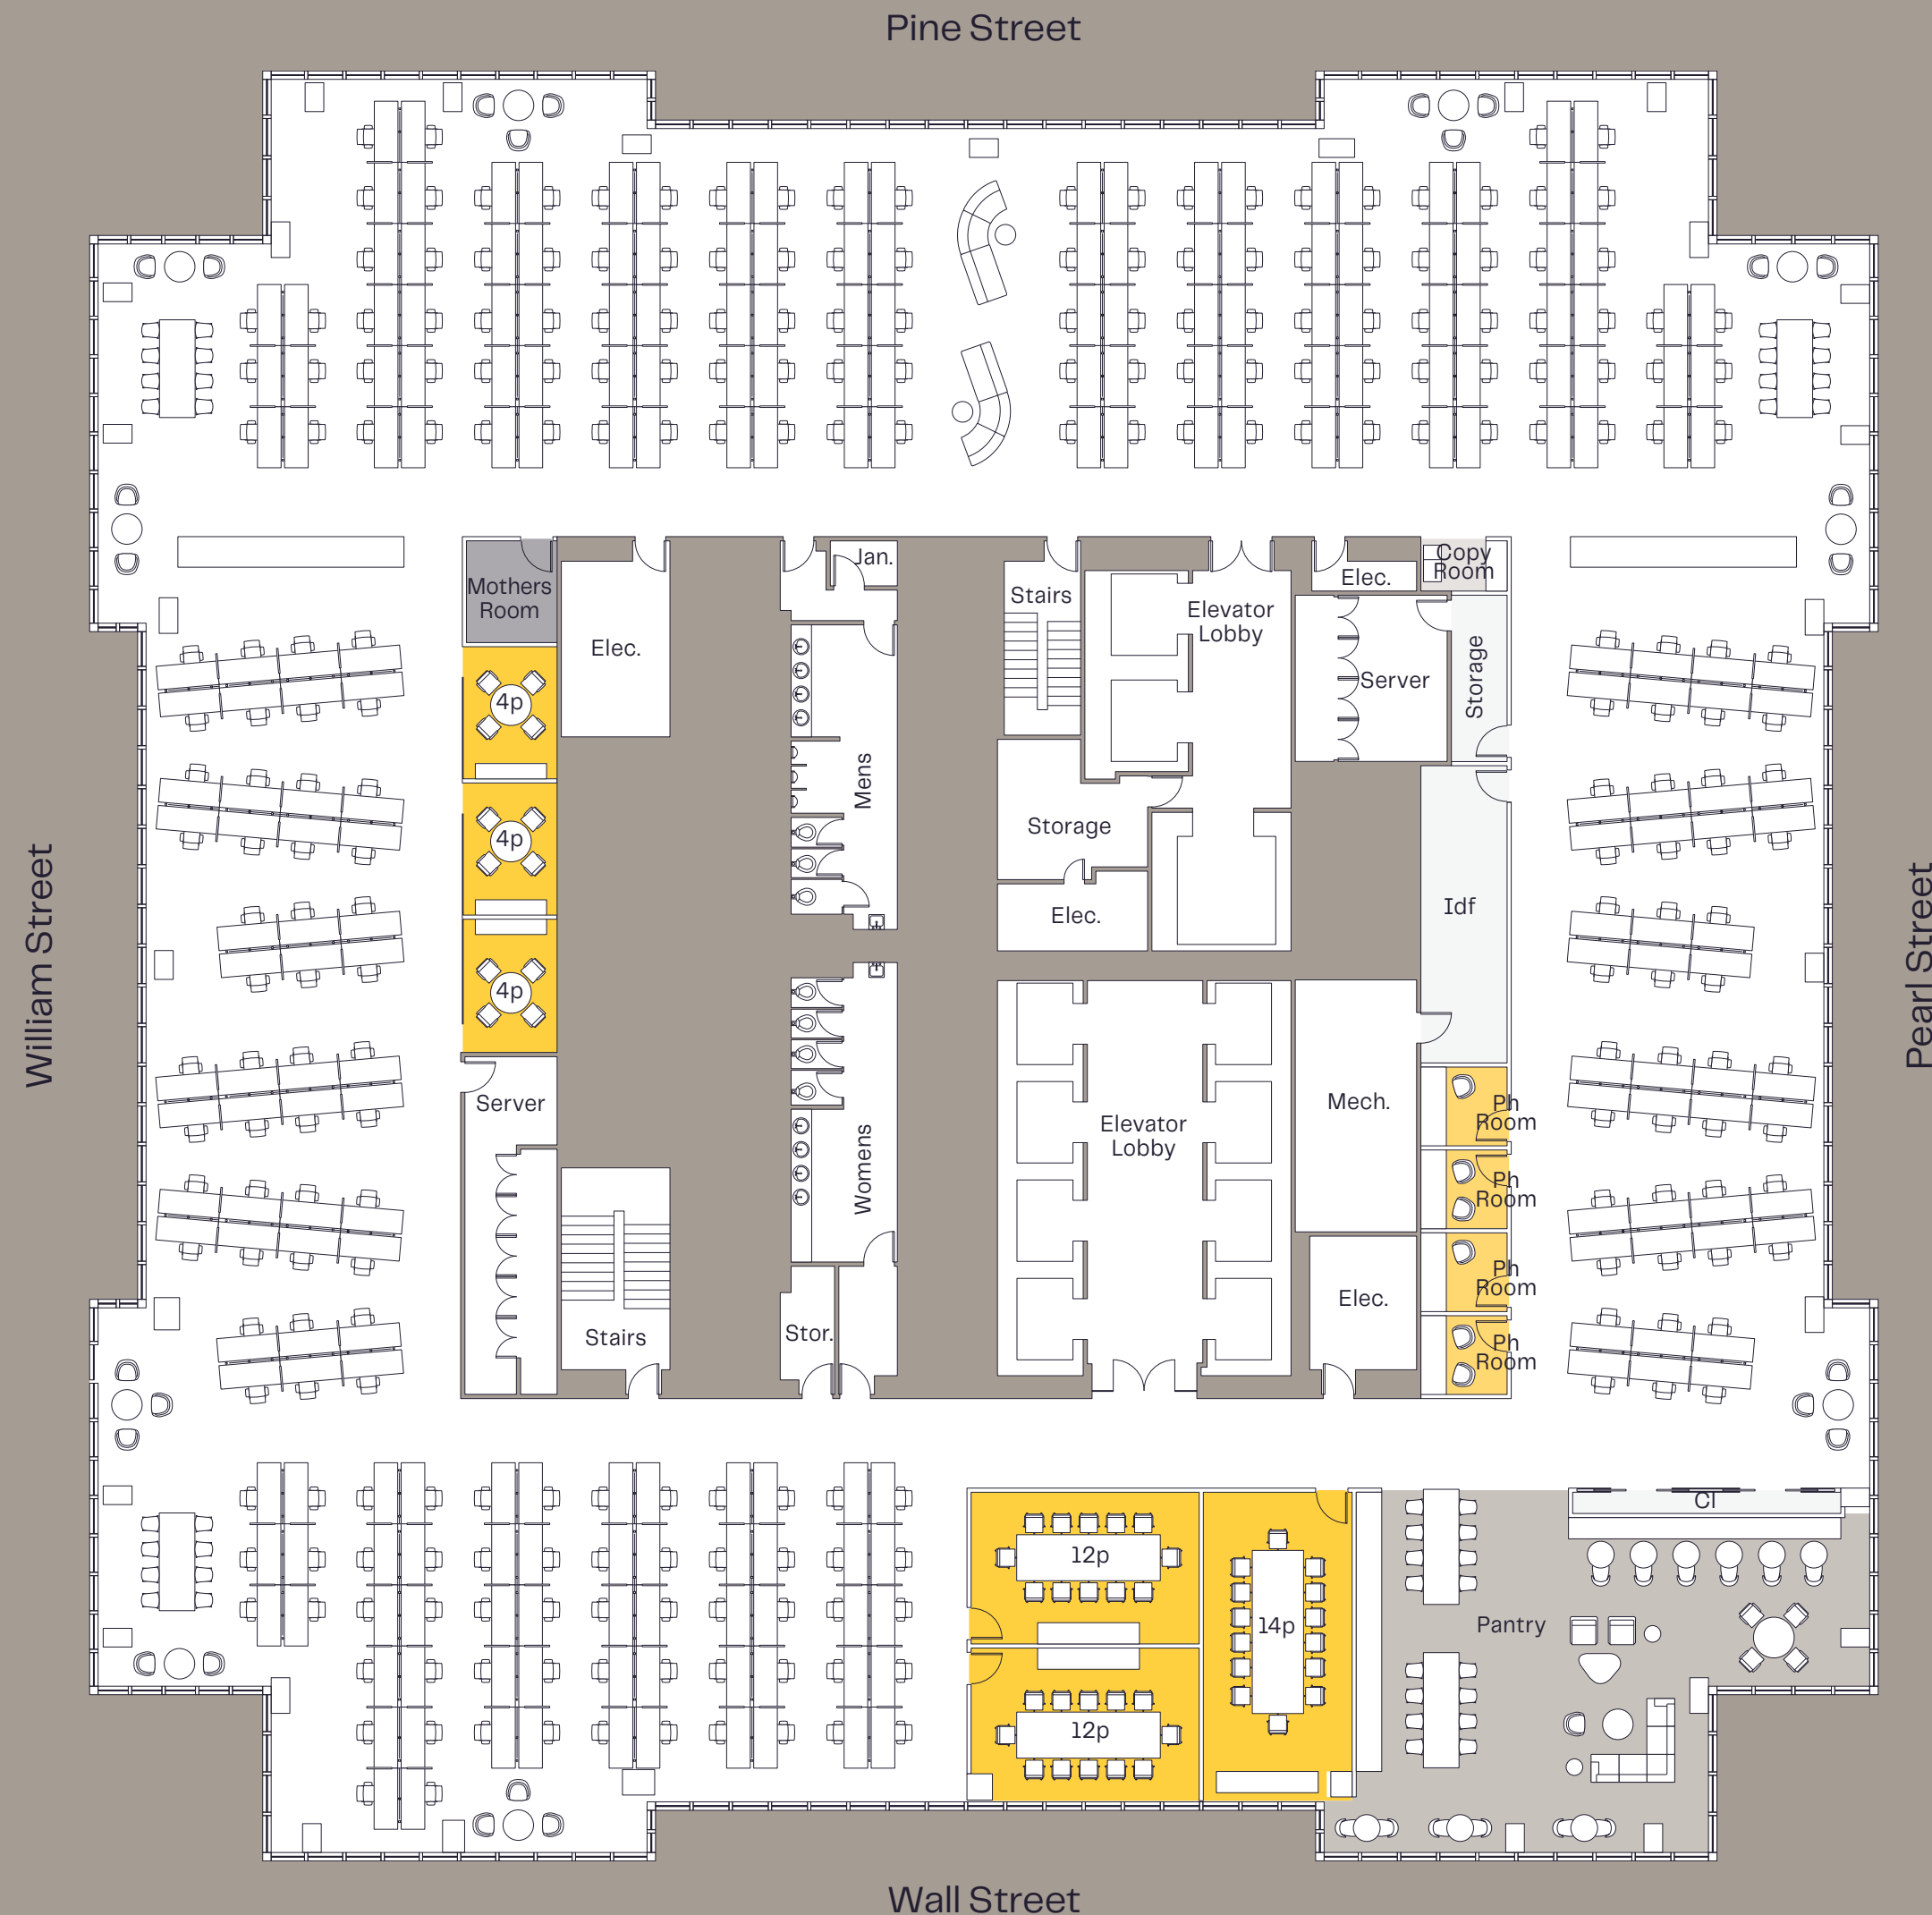 Pine Street
Jan.
Copy
Room
Mothers
Room
Elec.
Stairs
Elevator
Lobby
Elec.
Server
Storage
4p
Mens
4p
Storage
Elec.
Idf
4p
William Street
Pearl Street
Server
Womens
Elevator
Lobby
Mech.
Ph
Room
Ph
Room
Ph
Room
Ph
Room
Elec.
Stairs
Stor.
Cl
12p
14p
Pantry
12p
Wall Street